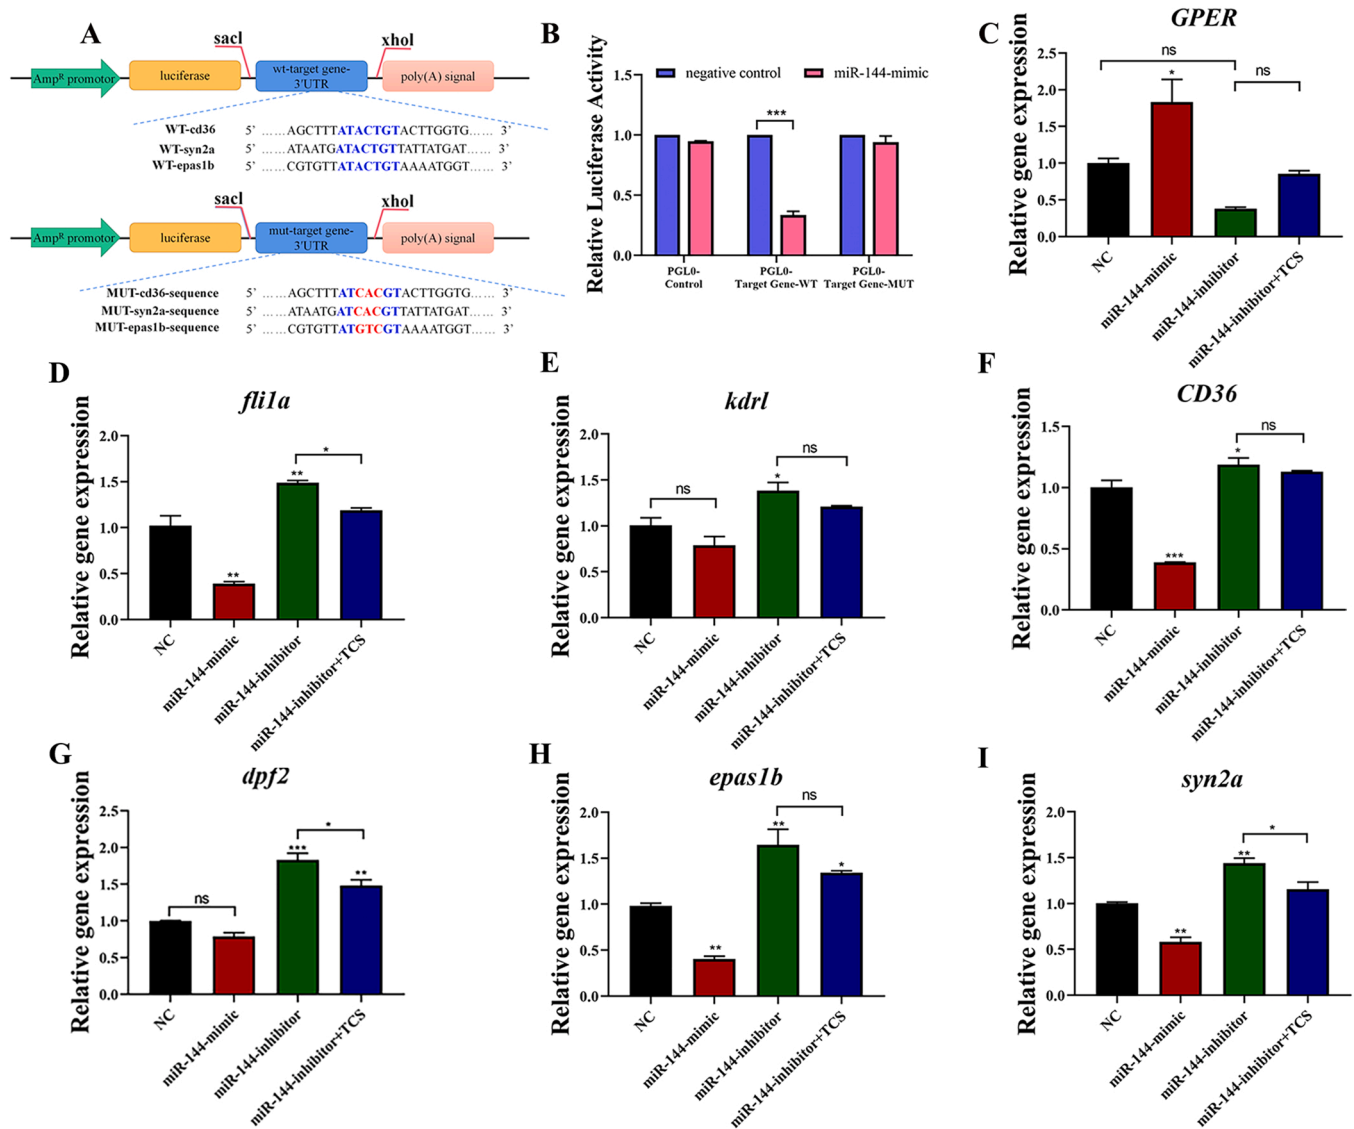 A
sacI
xhoI
Amp^R promotor
luciferase
wt-target gene-
3'UTR
poly(A) signal
WT-cd36 5' ……AGCTTTATACTGTACTTGGTG…… 3'
WT-syn2a 5' ……ATAATGATACTGTTATTATGAT…… 3'
WT-epas1b 5' ……CGTGTTATACTGTAAAATGGT…… 3'
sacI
xhoI
Amp^R promotor
luciferase
mut-target gene-
3'UTR
poly(A) signal
MUT-cd36-sequence 5' ……AGCTTTATCACGTACTTGGTG…… 3'
MUT-syn2a-sequence 5' ……ATAATGATCACGTTATTATGAT…… 3'
MUT-epas1b-sequence 5' ……CGTGTTATGTCGTAAAATGGT…… 3'
B
Relative Luciferase Activity
negative control
miR-144-mimic
1.5
1.0
0.5
0.0
***
PGL0-
Control
PGL0-
Target Gene-WT
PGL0-
Target Gene-MUT
C
GPER
Relative gene expression
2.5
2.0
1.5
1.0
0.5
0.0
ns
*
ns
NC
miR-144-mimic
miR-144-inhibitor
miR-144-inhibitor+TCS
D
fli1a
Relative gene expression
2.0
1.5
1.0
0.5
0.0
**
**
*
NC
miR-144-mimic
miR-144-inhibitor
miR-144-inhibitor+TCS
E
kdrl
Relative gene expression
2.0
1.5
1.0
0.5
0.0
ns
*
ns
NC
miR-144-mimic
miR-144-inhibitor
miR-144-inhibitor+TCS
F
CD36
Relative gene expression
1.5
1.0
0.5
0.0
***
*
ns
NC
miR-144-mimic
miR-144-inhibitor
miR-144-inhibitor+TCS
G
dpf2
Relative gene expression
2.5
2.0
1.5
1.0
0.5
0.0
ns
***
*
**
NC
miR-144-mimic
miR-144-inhibitor
miR-144-inhibitor+TCS
H
epas1b
Relative gene expression
2.0
1.5
1.0
0.5
0.0
**
**
ns
*
NC
miR-144-mimic
miR-144-inhibitor
miR-144-inhibitor+TCS
I
syn2a
Relative gene expression
2.0
1.5
1.0
0.5
0.0
**
**
*
NC
miR-144-mimic
miR-144-inhibitor
miR-144-inhibitor+TCS